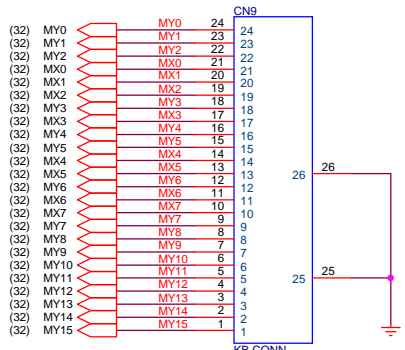 CN9
(32) MY0 MY0 24 24
(32) MY1 MY1 23 23
(32) MY2 MY2 22 22
(32) MX0 MX0 21 21
(32) MX1 MX1 20 20
(32) MX2 MX2 19 19
(32) MY3 MY3 18 18
(32) MX3 MX3 17 17
(32) MY4 MY4 16 16
(32) MY5 MY5 15 15
(32) MX4 MX4 14 14
(32) MX5 MX5 13 13 26 26
(32) MY6 MY6 12 12
(32) MX6 MX6 11 11
(32) MX7 MX7 10 10
(32) MY7 MY7 9 9
(32) MY8 MY8 8 8
(32) MY9 MY9 7 7
(32) MY10 MY10 6 6
(32) MY11 MY11 5 5 25 25
(32) MY12 MY12 4 4
(32) MY13 MY13 3 3
(32) MY14 MY14 2 2
(32) MY15 MY15 1 1
KB CONN